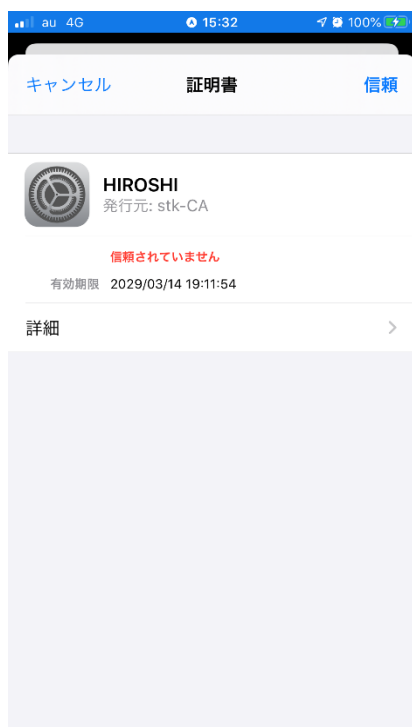 au 4G 15:32 100%
キャンセル 証明書 信頼
HIROSHI
発行元: stk-CA
信頼されていません
有効期限 2029/03/14 19:11:54
詳細